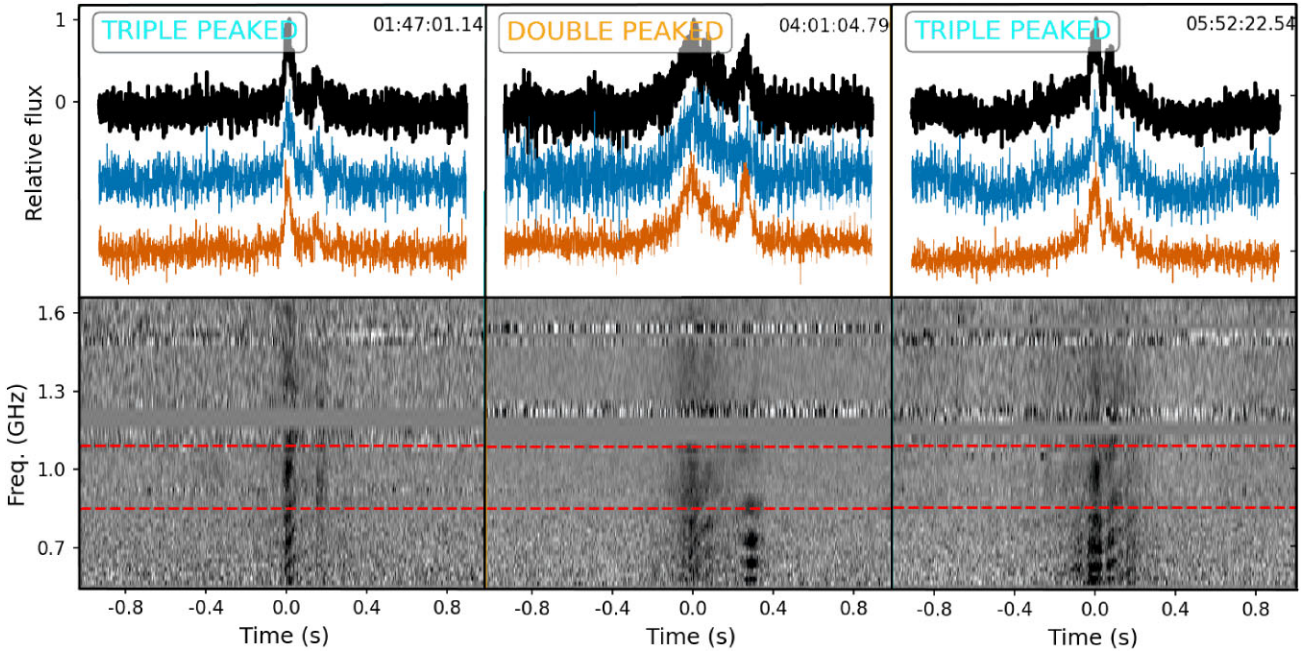 TRIPLE PEAKED 01:47:01.14
DOUBLE PEAKED 04:01:04.79
TRIPLE PEAKED 05:52:22.54
1
0
Relative flux
1.6
1.3
1.0
0.7
Freq. (GHz)
-0.8 -0.4 0.0 0.4 0.8
-0.8 -0.4 0.0 0.4 0.8
-0.8 -0.4 0.0 0.4 0.8
Time (s)
Time (s)
Time (s)